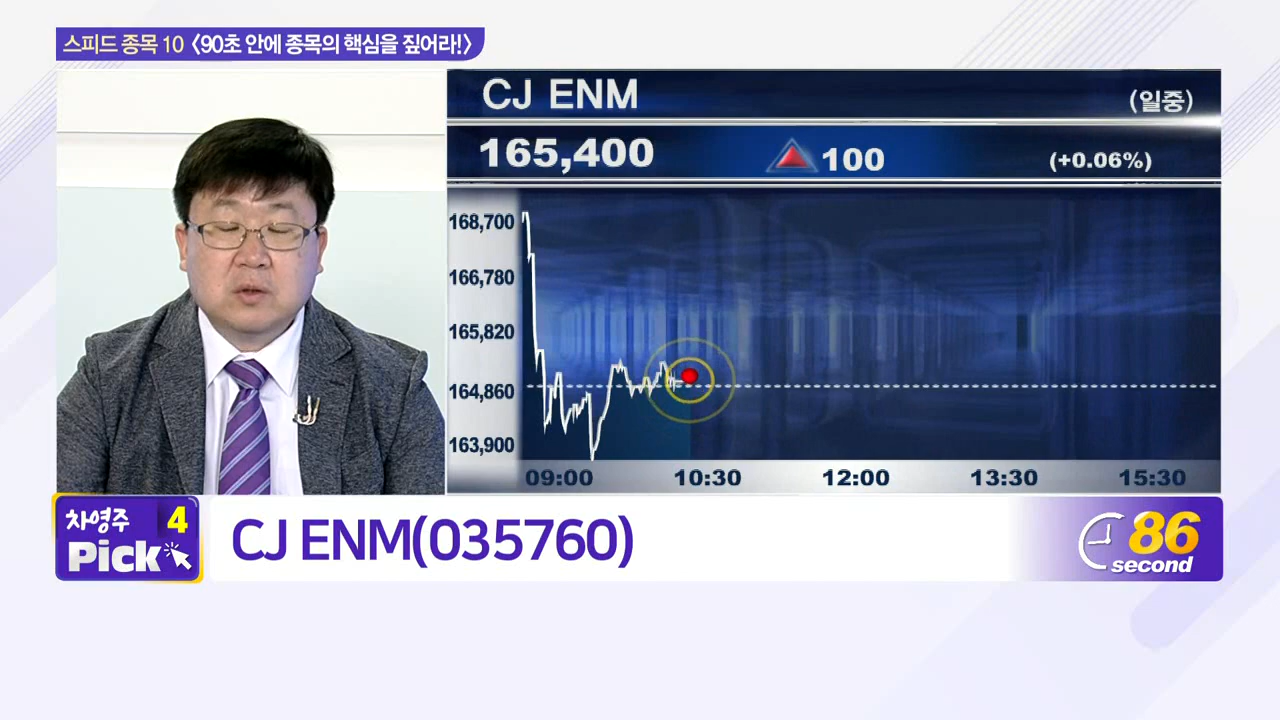 스피드 종목 10 〈90초 안에 종목의 핵심을 짚어라!〉
CJ ENM
(일중)
165,400 ▲ 100 (+0.06%)
168,700
166,780
165,820
164,860
163,900
09:00 10:30 12:00 13:30 15:30
차영주 4
Pick
CJ ENM(035760)
86
second